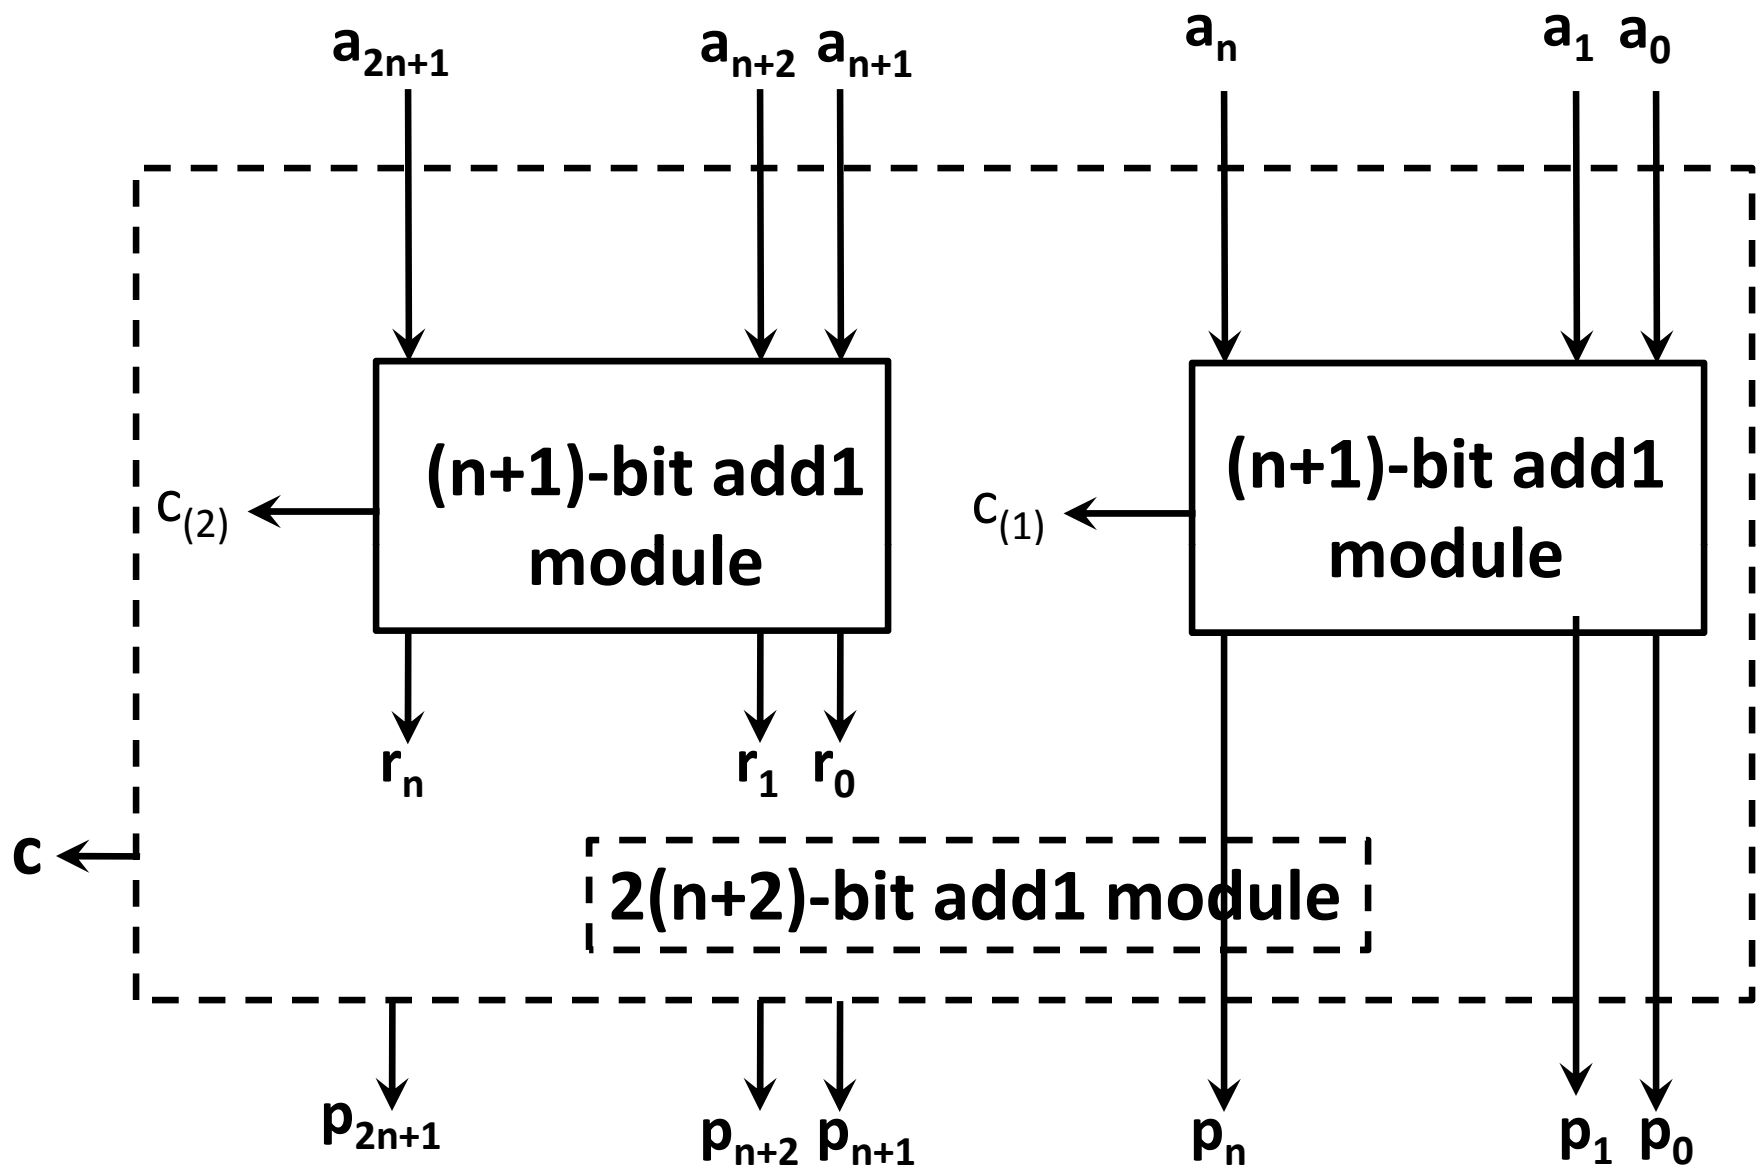 a2n+1 an+2 an+1 an a1 a0
(n+1)-bit add1
module
(n+1)-bit add1
module
c(2)
c(1)
rn r1 r0
c
2(n+2)-bit add1 module
p2n+1 pn+2 pn+1 pn p1 p0